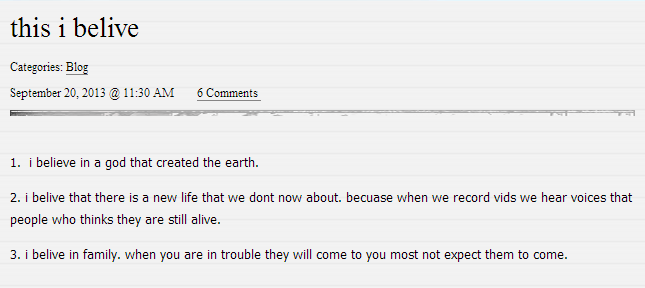 this i belive
Categories: Blog
September 20, 2013 @ 11:30 AM 6 Comments
1. i believe in a god that created the earth.
2. i belive that there is a new life that we dont now about. becuase when we record vids we hear voices that
people who thinks they are still alive.
3. i belive in family. when you are in trouble they will come to you most not expect them to come.